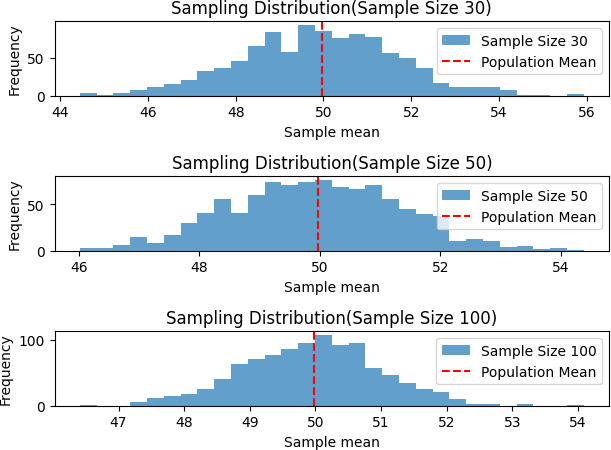 Sampling Distribution(Sample Size 30)
Frequency
50
0
Sample Size 30
Population Mean
44 46 48 50 52 54 56
Sample mean
Sampling Distribution(Sample Size 50)
Frequency
50
0
Sample Size 50
Population Mean
46 48 50 52 54
Sample mean
Sampling Distribution(Sample Size 100)
Frequency
100
0
Sample Size 100
Population Mean
47 48 49 50 51 52 53 54
Sample mean